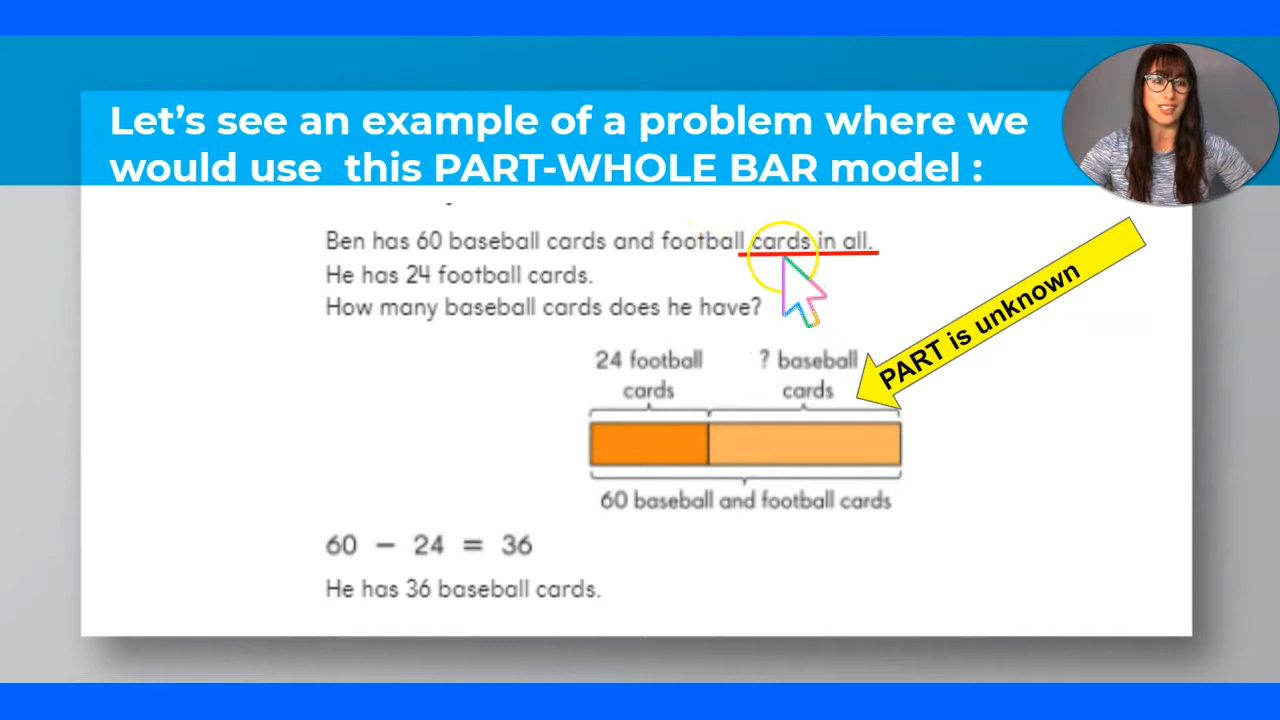 Let's see an example of a problem where we
would use this PART-WHOLE BAR model :
Ben has 60 baseball cards and football cards in all.
He has 24 football cards.
How many baseball cards does he have?
PART is unknown
24 football
cards
? baseball
cards
60 baseball and football cards
60 − 24 = 36
He has 36 baseball cards.